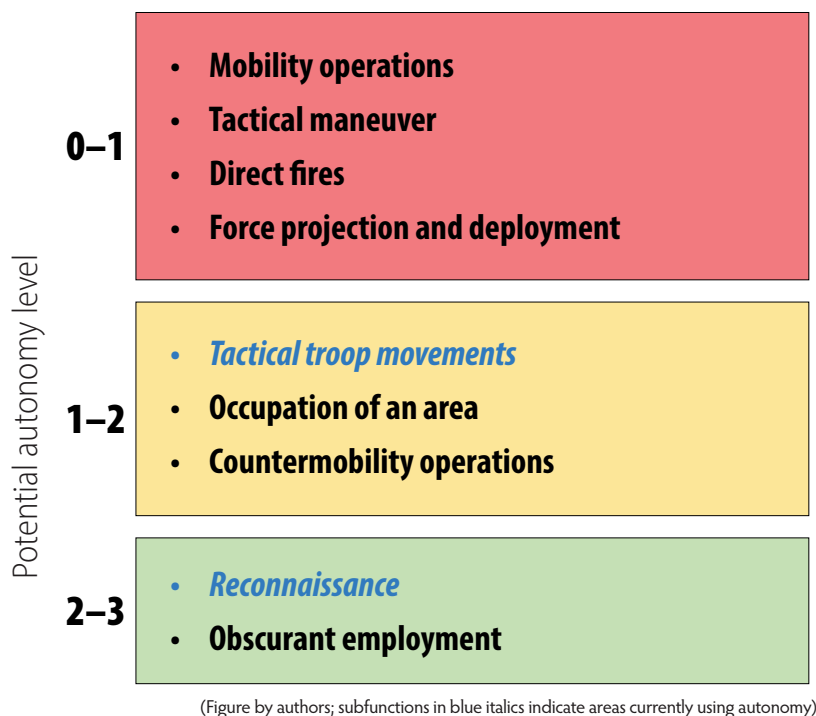 Potential autonomy level
0–1
• Mobility operations
• Tactical maneuver
• Direct fires
• Force projection and deployment
1–2
• Tactical troop movements
• Occupation of an area
• Countermobility operations
2–3
• Reconnaissance
• Obscurant employment
(Figure by authors; subfunctions in blue italics indicate areas currently using autonomy)